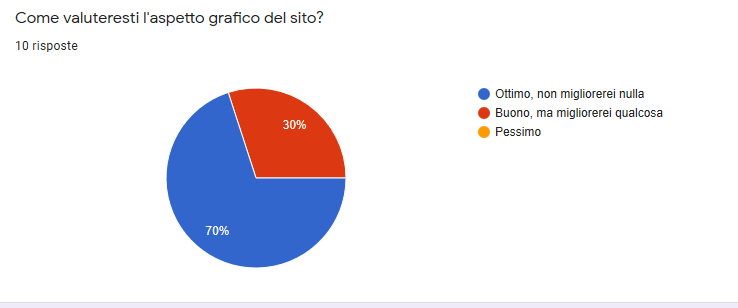 Come valuteresti l'aspetto grafico del sito?
10 risposte
Ottimo, non migliorerei nulla
Buono, ma migliorerei qualcosa
Pessimo
30%
70%